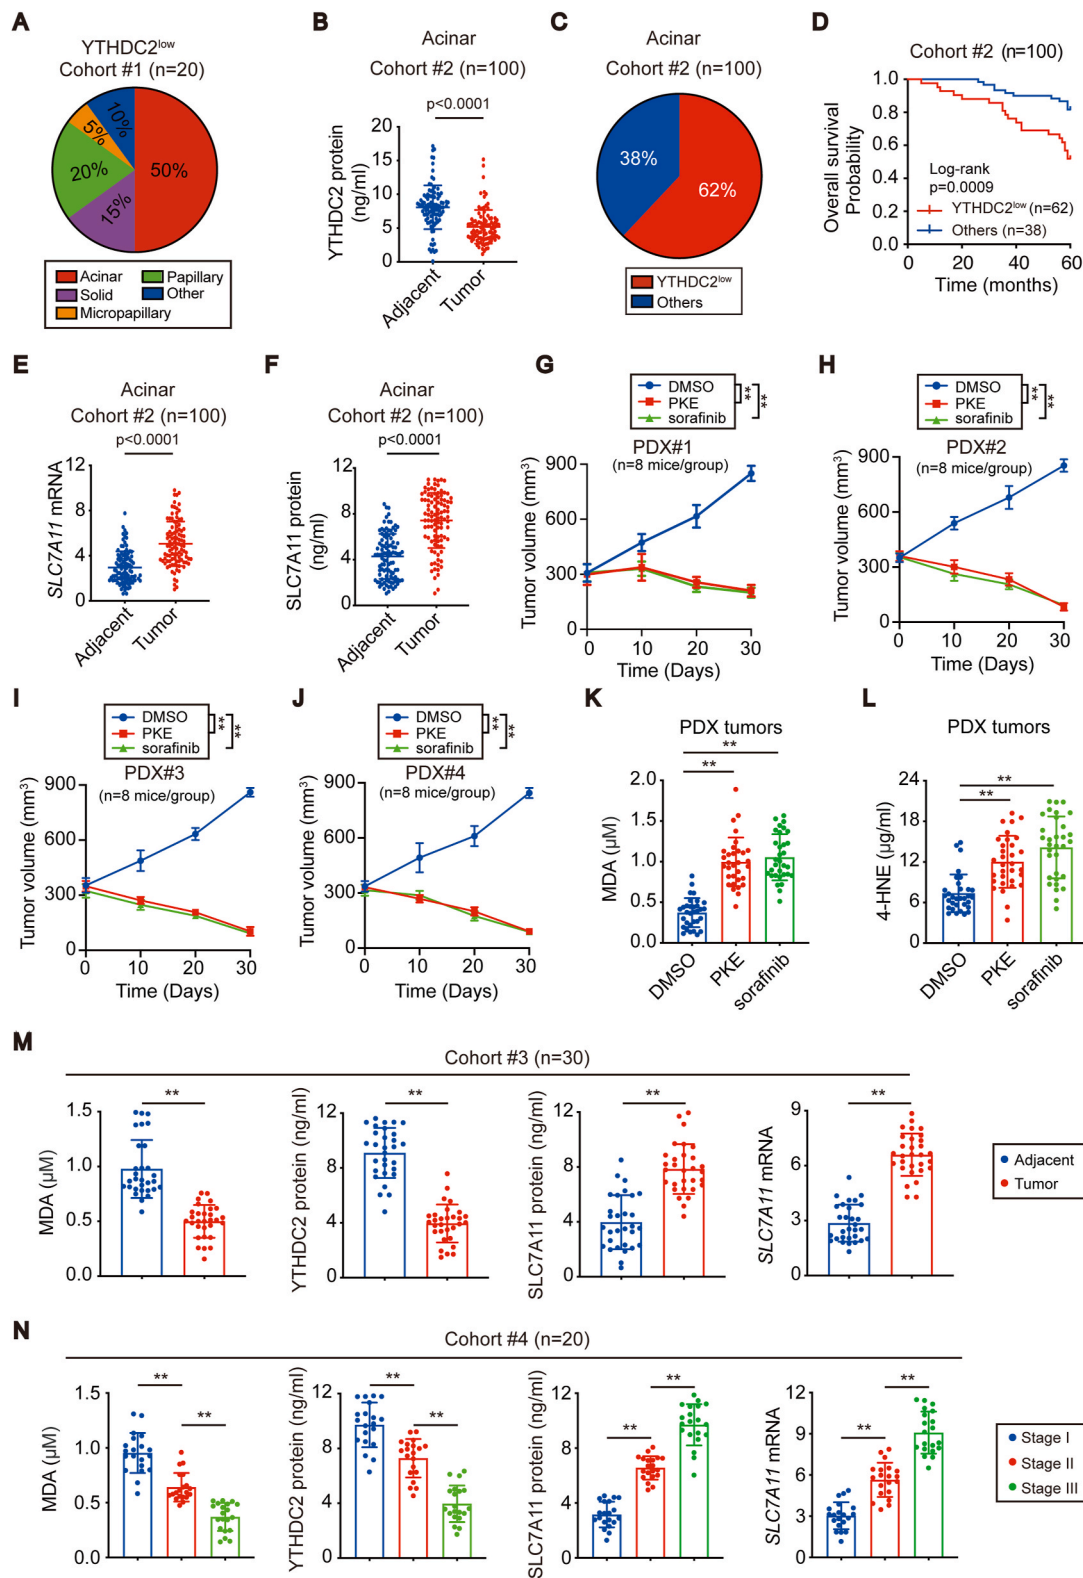 A
YTHDC2low
Cohort #1 (n=20)
10%
5%
20%
50%
15%
Acinar
Papillary
Solid
Other
Micropapillary
B
Acinar
Cohort #2 (n=100)
p<0.0001
YTHDC2 protein
(ng/ml)
20
15
10
5
0
Adjacent
Tumor
C
Acinar
Cohort #2 (n=100)
38%
62%
YTHDC2low
Others
D
Cohort #2 (n=100)
Overall survival
Probability
1.0
0.8
0.6
0.4
0.2
0.0
Log-rank
p=0.0009
YTHDC2low (n=62)
Others (n=38)
0 20 40 60
Time (months)
E
Acinar
Cohort #2 (n=100)
p<0.0001
SLC7A11 mRNA
12
8
4
0
Adjacent
Tumor
F
Acinar
Cohort #2 (n=100)
p<0.0001
SLC7A11 protein
(ng/ml)
12
8
4
0
Adjacent
Tumor
G
DMSO
PKE
sorafinib
**
**
PDX#1
(n=8 mice/group)
Tumor volume (mm3)
900
600
300
0
0 10 20 30
Time (Days)
H
DMSO
PKE
sorafinib
**
**
PDX#2
(n=8 mice/group)
Tumor volume (mm3)
900
600
300
0
0 10 20 30
Time (Days)
I
DMSO
PKE
sorafinib
**
**
PDX#3
(n=8 mice/group)
Tumor volume (mm3)
900
600
300
0
0 10 20 30
Time (Days)
J
DMSO
PKE
sorafinib
**
**
PDX#4
(n=8 mice/group)
Tumor volume (mm3)
900
600
300
0
0 10 20 30
Time (Days)
K
PDX tumors
**
**
MDA (μM)
2.0
1.5
1.0
0.5
0.0
DMSO
PKE
sorafinib
L
PDX tumors
**
**
4-HNE (μg/ml)
24
18
12
6
0
DMSO
PKE
sorafinib
M
Cohort #3 (n=30)
**
MDA (μM)
1.5
1.0
0.5
0.0
**
YTHDC2 protein (ng/ml)
12
8
4
0
**
SLC7A11 protein (ng/ml)
12
8
4
0
**
SLC7A11 mRNA
9
6
3
0
Adjacent
Tumor
N
Cohort #4 (n=20)
**
**
MDA (μM)
1.5
1.0
0.5
0.0
**
**
YTHDC2 protein (ng/ml)
12
8
4
0
**
**
SLC7A11 protein (ng/ml)
12
9
6
3
0
**
**
SLC7A11 mRNA
12
9
6
3
0
Stage I
Stage II
Stage III